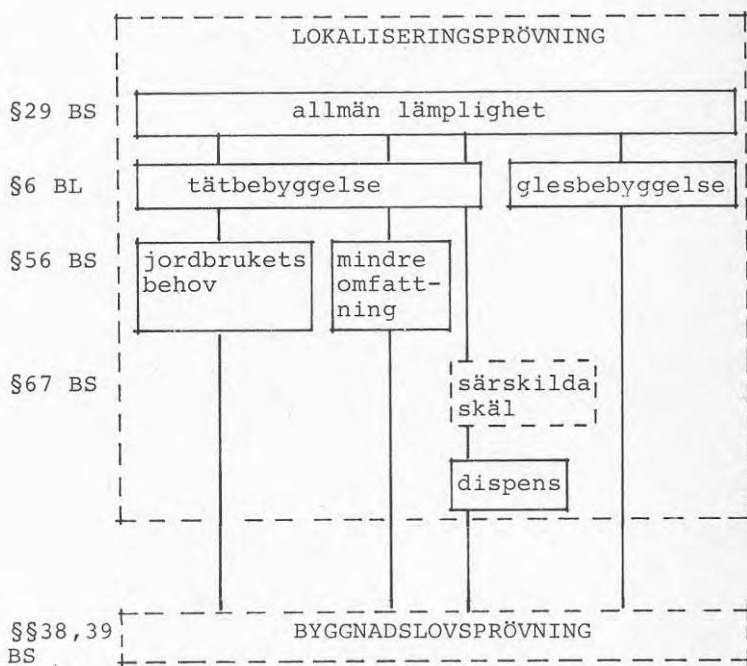 LOKALISERINGSPRÖVNING
§29 BS
allmän lämplighet
§6 BL
tätbebyggelse
glesbebyggelse
§56 BS
jordbrukets
behov
mindre
omfatt-
ning
§67 BS
särskilda
skäl
dispens
§§38,39
BS
BYGGNADSLOVSPRÖVNING